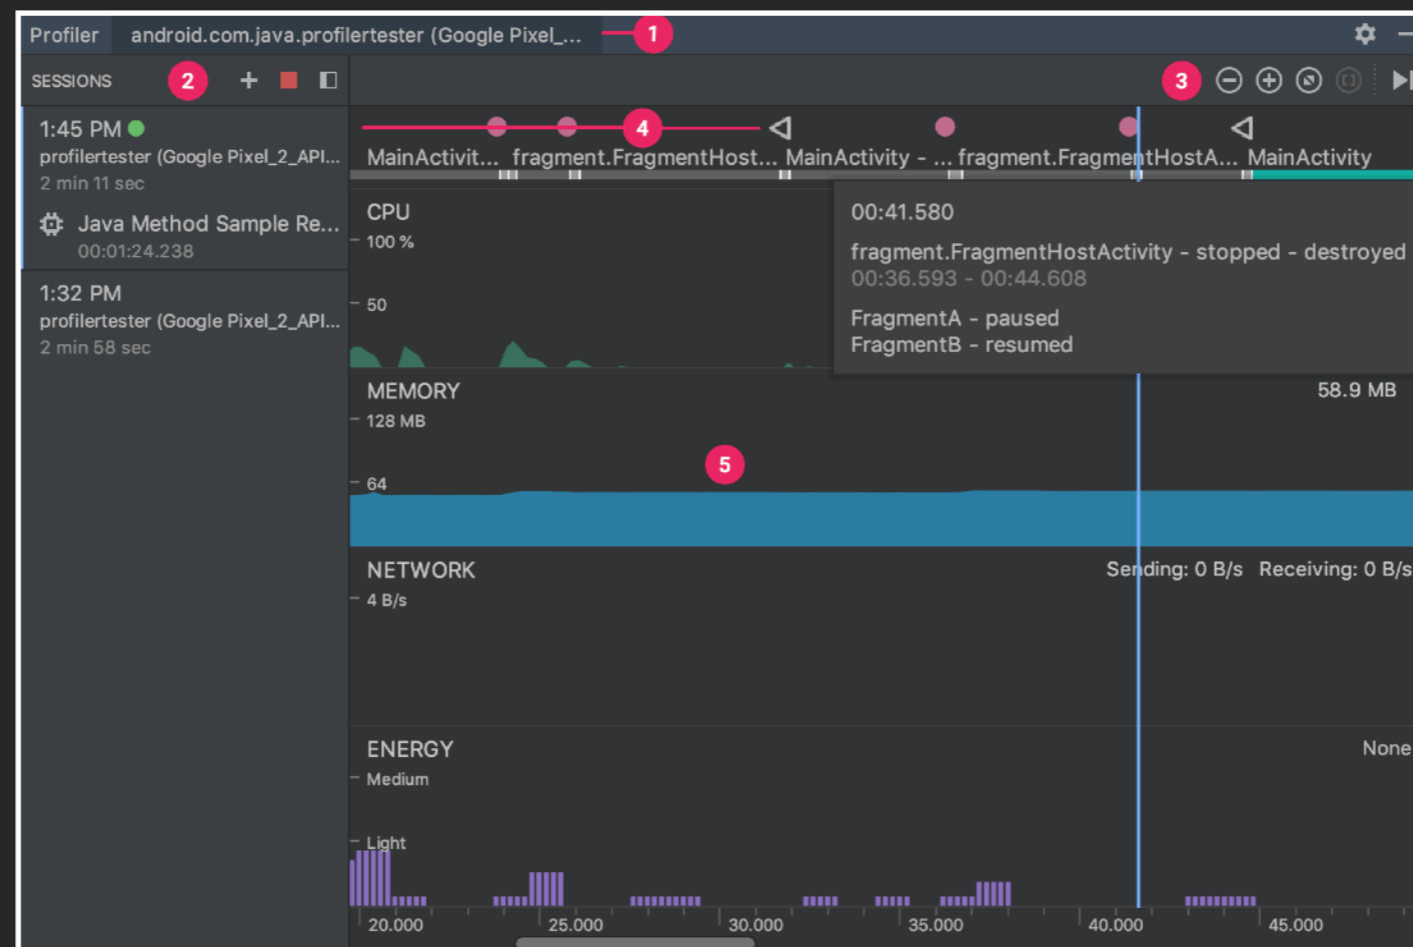 Profiler android.com.java.profilertester (Google Pixel_... 1
SESSIONS 2 3
1:45 PM
profilertester (Google Pixel_2_API...
2 min 11 sec
Java Method Sample Re...
00:01:24.238
1:32 PM
profilertester (Google Pixel_2_API...
2 min 58 sec
4
MainActivit... fragment.FragmentHost... MainActivity - ... fragment.FragmentHostA... MainActivity
00:41.580
fragment.FragmentHostActivity - stopped - destroyed
00:36.593 - 00:44.608
FragmentA - paused
FragmentB - resumed
CPU
100 %
50
MEMORY 58.9 MB
128 MB
5
64
NETWORK Sending: 0 B/s Receiving: 0 B/s
4 B/s
ENERGY None
Medium
Light
20.000 25.000 30.000 35.000 40.000 45.000